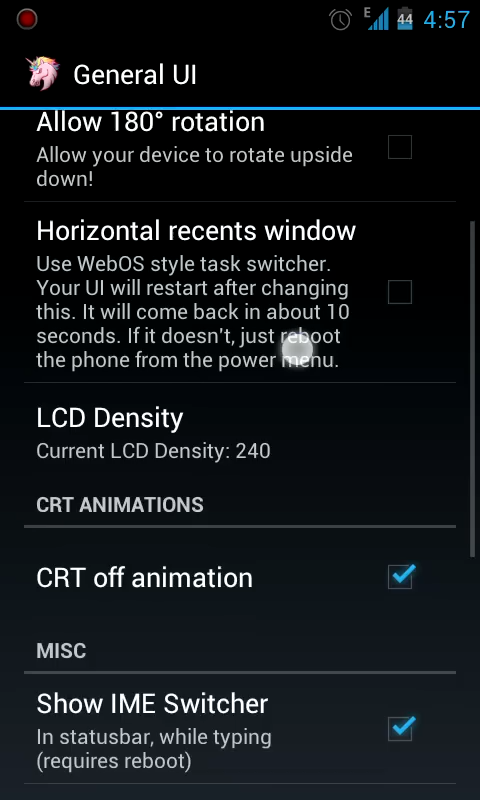 E
44
4:57
General UI
Allow 180° rotation
Allow your device to rotate upside
down!
Horizontal recents window
Use WebOS style task switcher.
Your UI will restart after changing
this. It will come back in about 10
seconds. If it doesn't, just reboot
the phone from the power menu.
LCD Density
Current LCD Density: 240
CRT ANIMATIONS
CRT off animation
MISC
Show IME Switcher
In statusbar, while typing
(requires reboot)